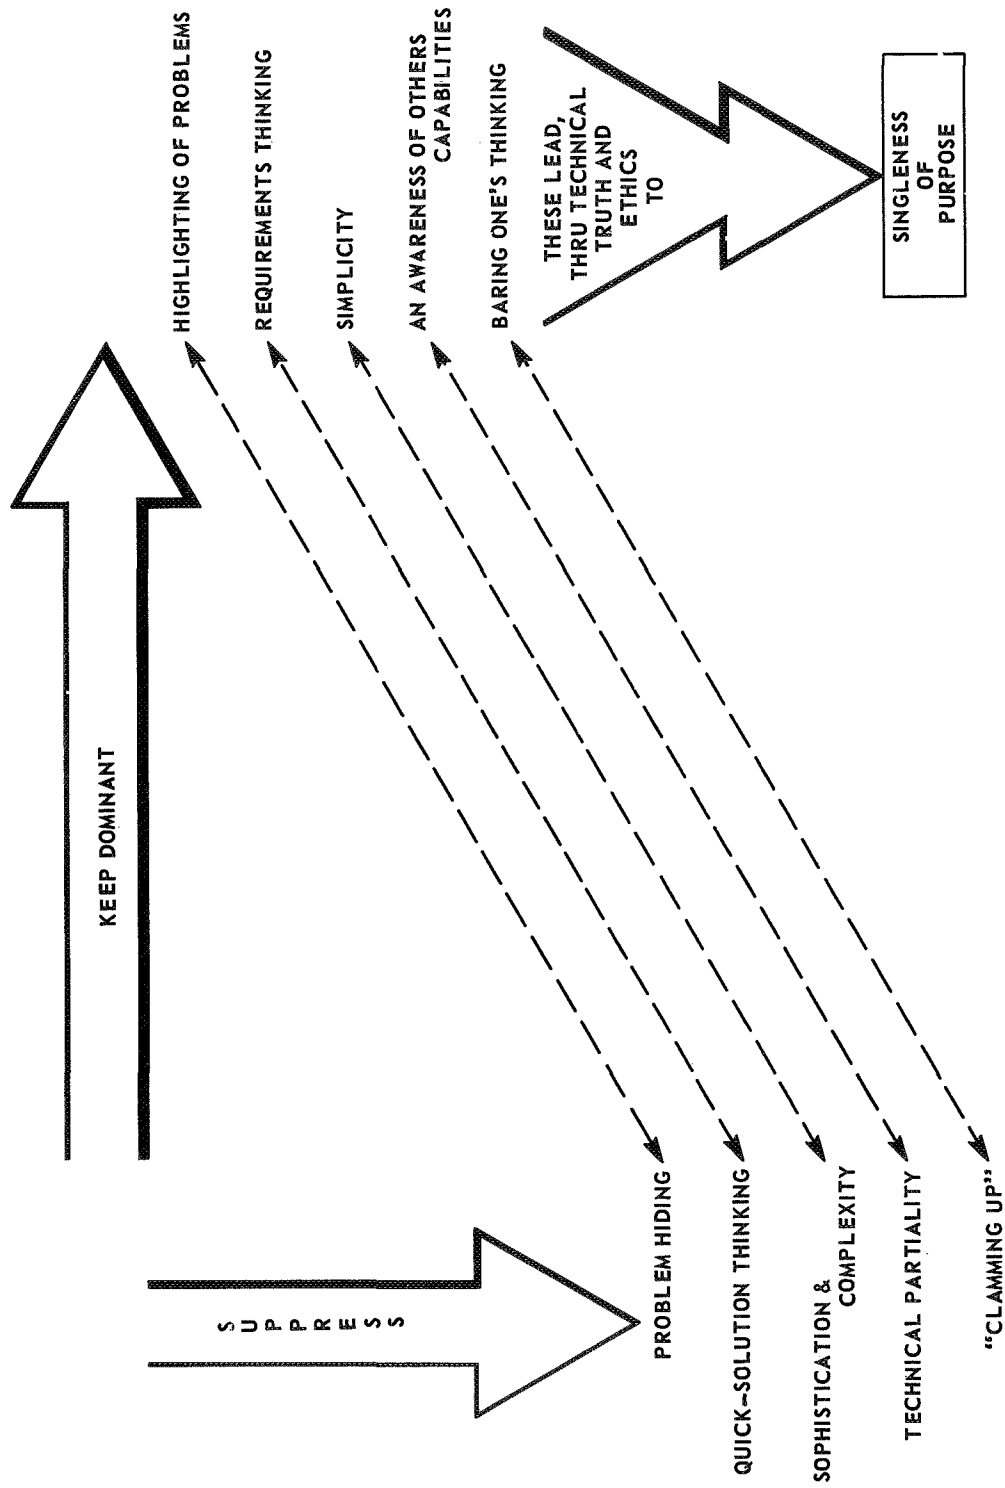 KEEP DOMINANT
SUPPRESS
HIGHLIGHTING OF PROBLEMS
REQUIREMENTS THINKING
SIMPLICITY
AN AWARENESS OF OTHERS
CAPABILITIES
BARING ONE'S THINKING
THESE LEAD,
THRU TECHNICAL
TRUTH AND
ETHICS
TO
SINGLENESS
OF
PURPOSE
PROBLEM HIDING
QUICK-SOLUTION THINKING
SOPHISTICATION &
COMPLEXITY
TECHNICAL PARTIALITY
"CLAMMING UP"